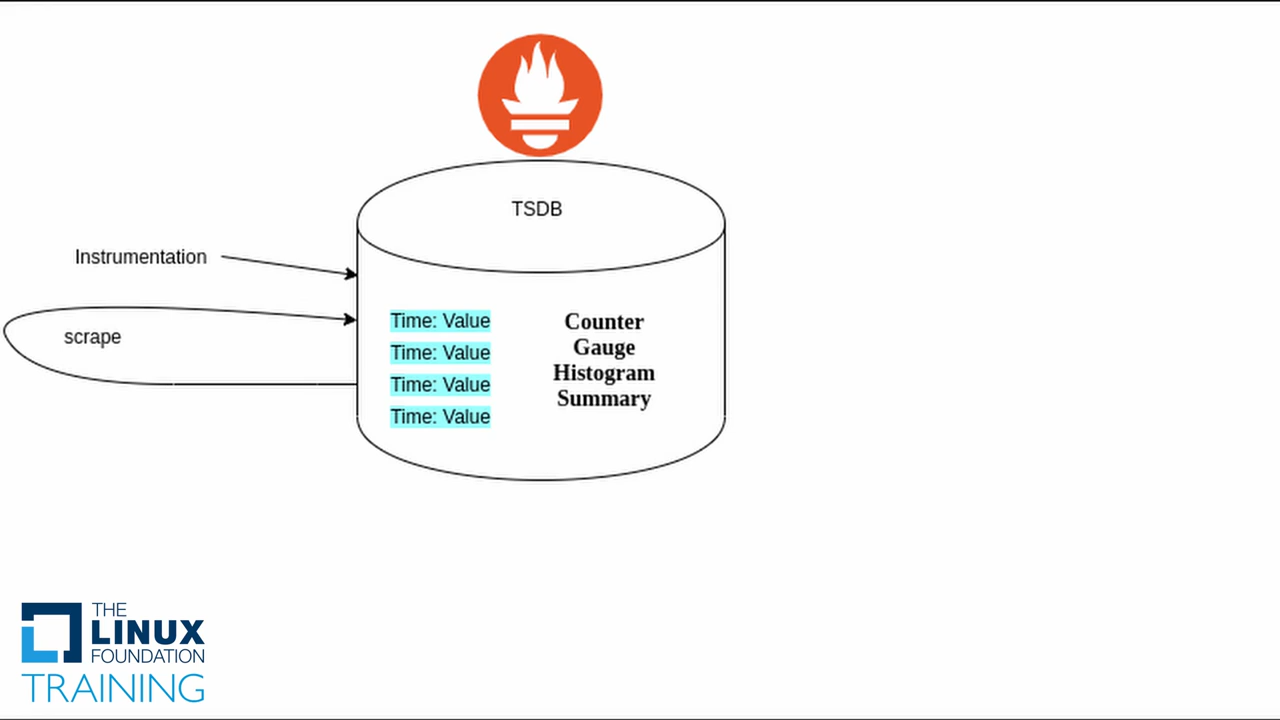 TSDB
Instrumentation
scrape
Time: Value
Time: Value
Time: Value
Time: Value
Counter
Gauge
Histogram
Summary
THE
LINUX
FOUNDATION
TRAINING